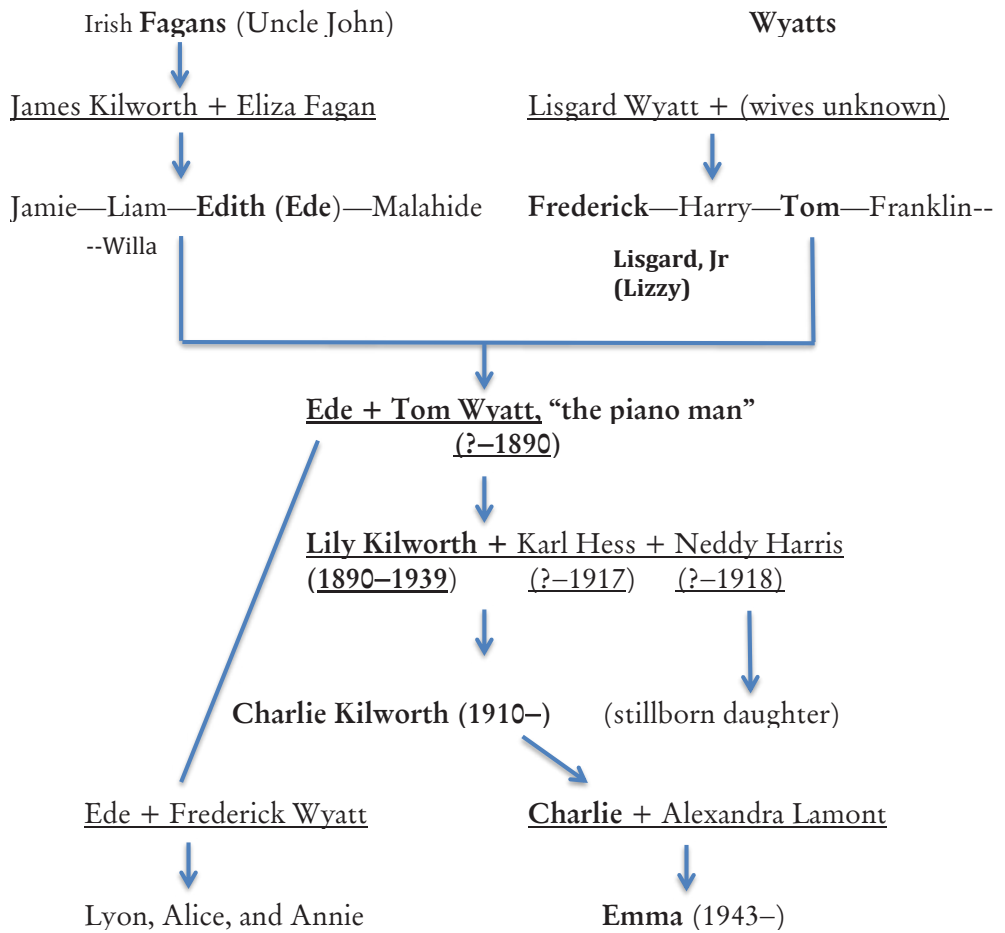 Irish Fagans (Uncle John)
Wyatts
James Kilworth + Eliza Fagan
Lisgard Wyatt + (wives unknown)
Jamie—Liam—Edith (Ede)—Malahide
--Willa
Frederick—Harry—Tom—Franklin--
Lisgard, Jr
(Lizzy)
Ede + Tom Wyatt, “the piano man”
(?–1890)
Lily Kilworth + Karl Hess + Neddy Harris
(1890–1939) (?–1917) (?–1918)
Charlie Kilworth (1910–) (stillborn daughter)
Ede + Frederick Wyatt
Charlie + Alexandra Lamont
Lyon, Alice, and Annie
Emma (1943–)